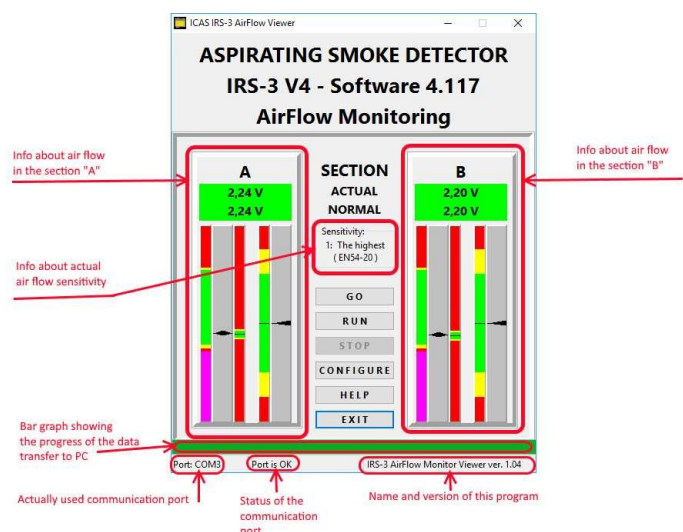 ICAS IRS-3 AirFlow Viewer
ASPIRATING SMOKE DETECTOR
IRS-3 V4 - Software 4.117
AirFlow Monitoring
Info about air flow
in the section "A"
A
2,24 V
2,24 V
SECTION
ACTUAL
NORMAL
B
2,20 V
2,20 V
Info about air flow
in the section "B"
Sensitivity:
1: The highest
( EN54-20 )
Info about actual
air flow sensitivity
GO
RUN
STOP
CONFIGURE
HELP
EXIT
Bar graph showing
the progress of the data
transfer to PC
Port: COM3
Port is OK
IRS-3 AirFlow Monitor Viewer ver. 1.04
Actually used communication port
Status of the
communication
port
Name and version of this program